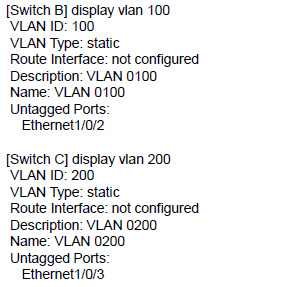 [Switch B] display vlan 100
VLAN ID: 100
VLAN Type: static
Route Interface: not configured
Description: VLAN 0100
Name: VLAN 0100
Untagged Ports:
Ethernet1/0/2
[Switch C] display vlan 200
VLAN ID: 200
VLAN Type: static
Route Interface: not configured
Description: VLAN 0200
Name: VLAN 0200
Untagged Ports:
Ethernet1/0/3